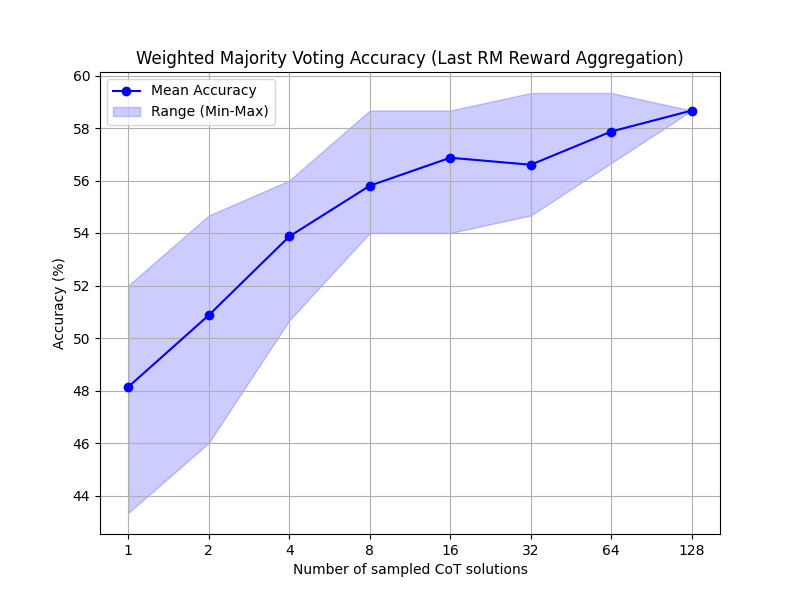 Weighted Majority Voting Accuracy (Last RM Reward Aggregation)
Mean Accuracy
Range (Min-Max)
60
58
56
54
52
50
48
46
44
Accuracy (%)
1 2 4 8 16 32 64 128
Number of sampled CoT solutions